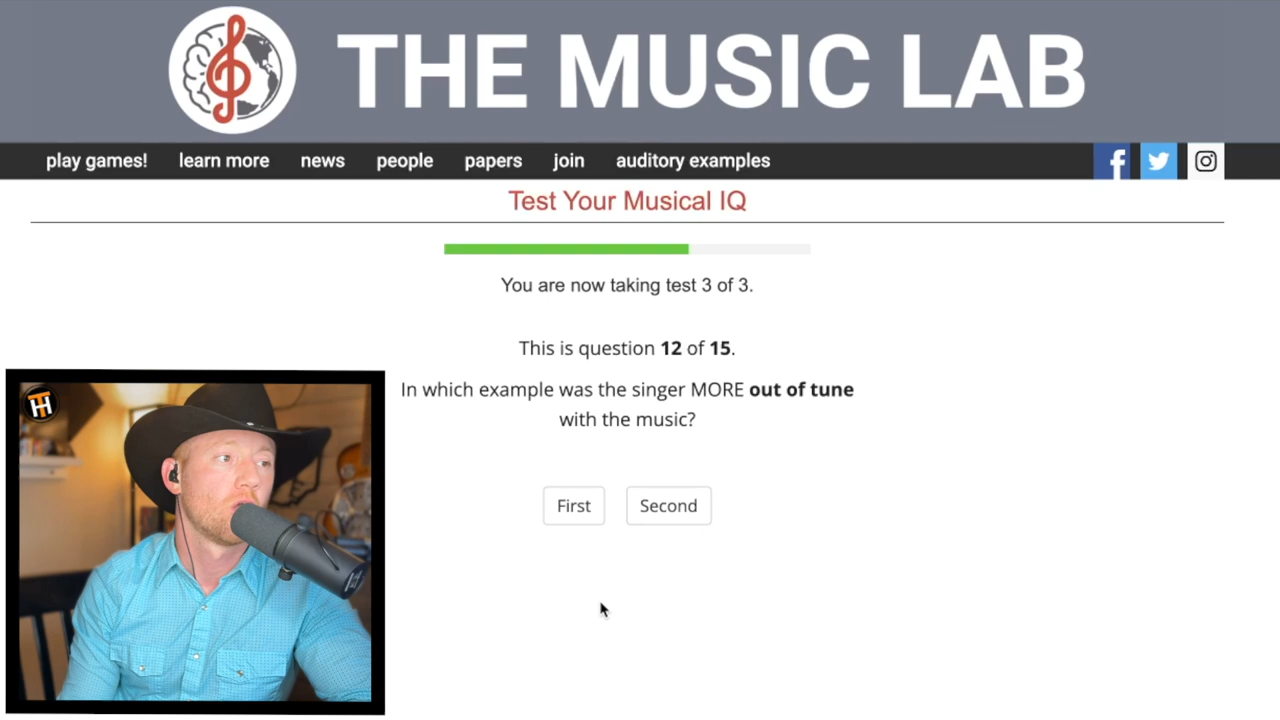 THE MUSIC LAB
play games! learn more news people papers join auditory examples
Test Your Musical IQ
You are now taking test 3 of 3.
This is question 12 of 15.
In which example was the singer MORE out of tune
with the music?
First Second
TH